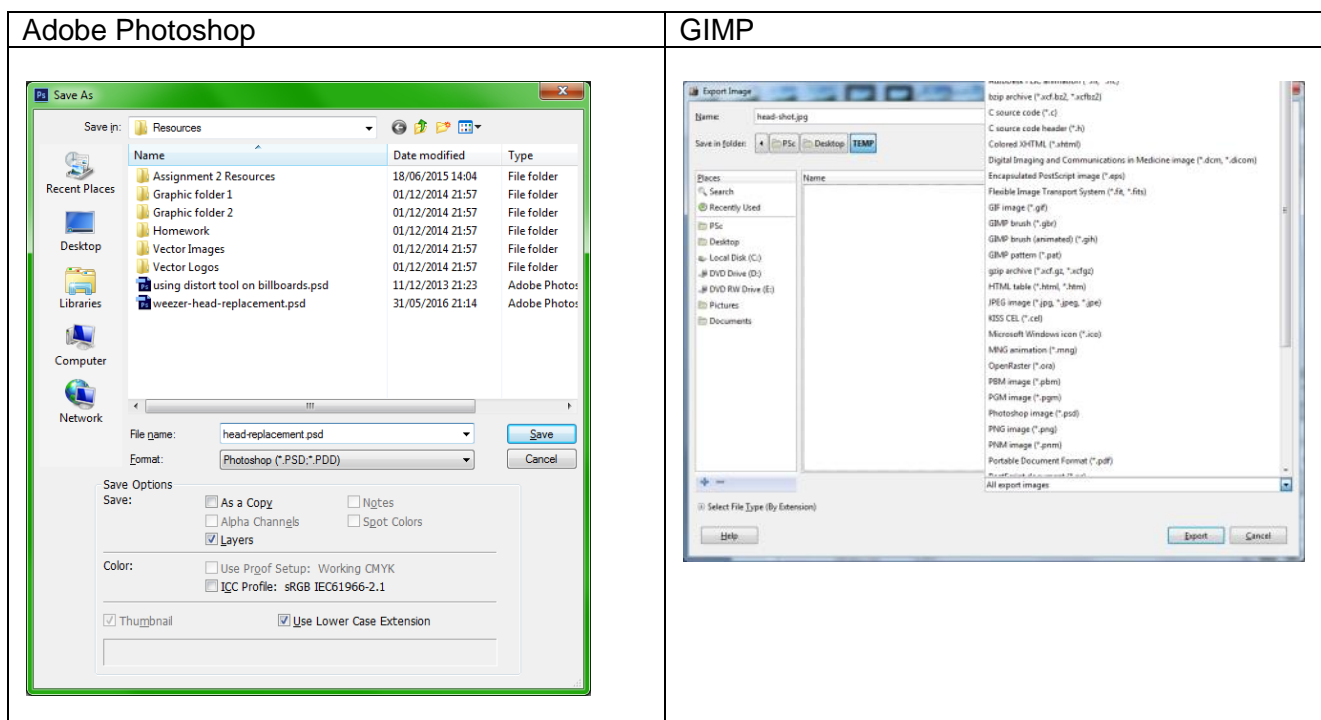 Adobe Photoshop
GIMP
Save As
Save in: Resources
Name Date modified Type
Assignment 2 Resources 18/06/2015 14:04 File folder
Graphic folder 1 01/12/2014 21:57 File folder
Graphic folder 2 01/12/2014 21:57 File folder
Homework 01/12/2014 21:57 File folder
Vector Images 01/12/2014 21:57 File folder
Vector Logos 01/12/2014 21:57 File folder
using distort tool on billboards.psd 11/12/2013 21:23 Adobe Photos
weezer-head-replacement.psd 31/05/2016 21:14 Adobe Photos
Recent Places
Desktop
Libraries
Computer
Network
File name: head-replacement.psd Save
Format: Photoshop (*.PSD;*.PDD) Cancel
Save Options
Save: As a Copy Notes
Alpha Channels Spot Colors
Layers
Color: Use Proof Setup: Working CMYK
ICC Profile: sRGB IEC61966-2.1
Thumbnail Use Lower Case Extension
Export Image
Name: head-shot.jpg
Save in folder: PSc Desktop TEMP
Places
Search
Recently Used
PSc
Desktop
Local Disk (C:)
DVD Drive (D:)
DVD RW Drive (E:)
Pictures
Documents
Name
bzip archive (*.xcf.bz2, *.xcfbz2)
C source code (*.c)
C source code header (*.h)
Colored XHTML (*.xhtml)
Digital Imaging and Communications in Medicine image (*.dcm, *.dicom)
Encapsulated PostScript image (*.eps)
Flexible Image Transport System (*.fit, *.fits)
GIF image (*.gif)
GIMP brush (*.gbr)
GIMP brush (animated) (*.gih)
GIMP pattern (*.pat)
gzip archive (*.xcf.gz, *.xcfgz)
HTML table (*.html, *.htm)
JPEG image (*.jpg, *.jpeg, *.jpe)
KISS CEL (*.cel)
Microsoft Windows icon (*.ico)
MNG animation (*.mng)
OpenRaster (*.ora)
PBM image (*.pbm)
PGM image (*.pgm)
Photoshop image (*.psd)
PNG image (*.png)
PNM image (*.pnm)
Portable Document Format (*.pdf)
All export images
Select File Type (By Extension)
Help Export Cancel